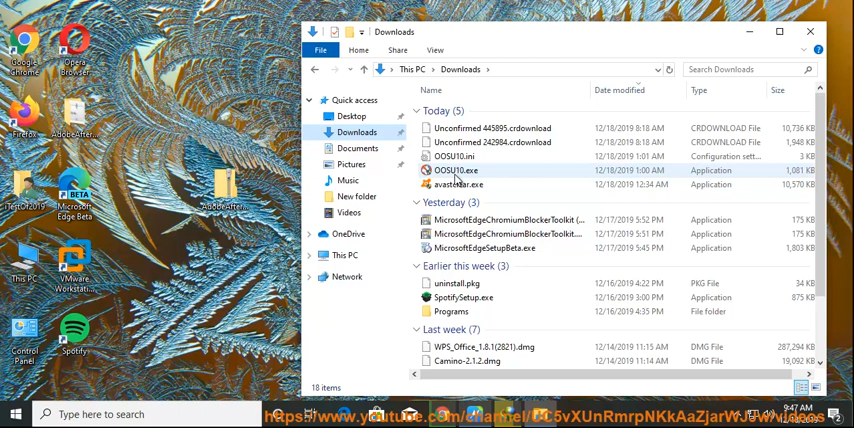 Downloads
File
Home
Share
View
This PC
Downloads
Search Downloads
Google Chrome
Opera Browser
Firefox
AdobeAfter...
iTestOf2019
Microsoft Edge Beta
AdobeAfter...
This PC
VMware Workstati...
Control Panel
Spotify
Quick access
Desktop
Downloads
Documents
Pictures
Music
New folder
Videos
OneDrive
This PC
Network
Name Date modified Type Size
Today (5)
Unconfirmed 445895.crdownload 12/18/2019 8:18 AM CRDOWNLOAD File 10,736 KB
Unconfirmed 242984.crdownload 12/18/2019 8:18 AM CRDOWNLOAD File 1,948 KB
OOSU10.ini 12/18/2019 1:01 AM Configuration sett... 3 KB
OOSU10.exe 12/18/2019 1:00 AM Application 1,081 KB
12/18/2019 12:34 AM Application 10,570 KB
Yesterday (3)
MicrosoftEdgeChromiumBlockerToolkit (... 12/17/2019 5:52 PM Application 175 KB
MicrosoftEdgeChromiumBlockerToolkit.... 12/17/2019 5:51 PM Application 175 KB
MicrosoftEdgeSetupBeta.exe 12/17/2019 5:45 PM Application 1,803 KB
Earlier this week (3)
uninstall.pkg 12/16/2019 4:22 PM PKG File 34 KB
SpotifySetup.exe 12/16/2019 3:00 PM Application 875 KB
Programs 12/16/2019 4:35 PM File folder
Last week (7)
WPS_Office_1.8.1(2821).dmg 12/14/2019 11:15 AM DMG File 287,294 KB
Camino-2.1.2.dmg 12/14/2019 11:14 AM DMG File 19,092 KB
18 items
Type here to search
9:47 AM
2